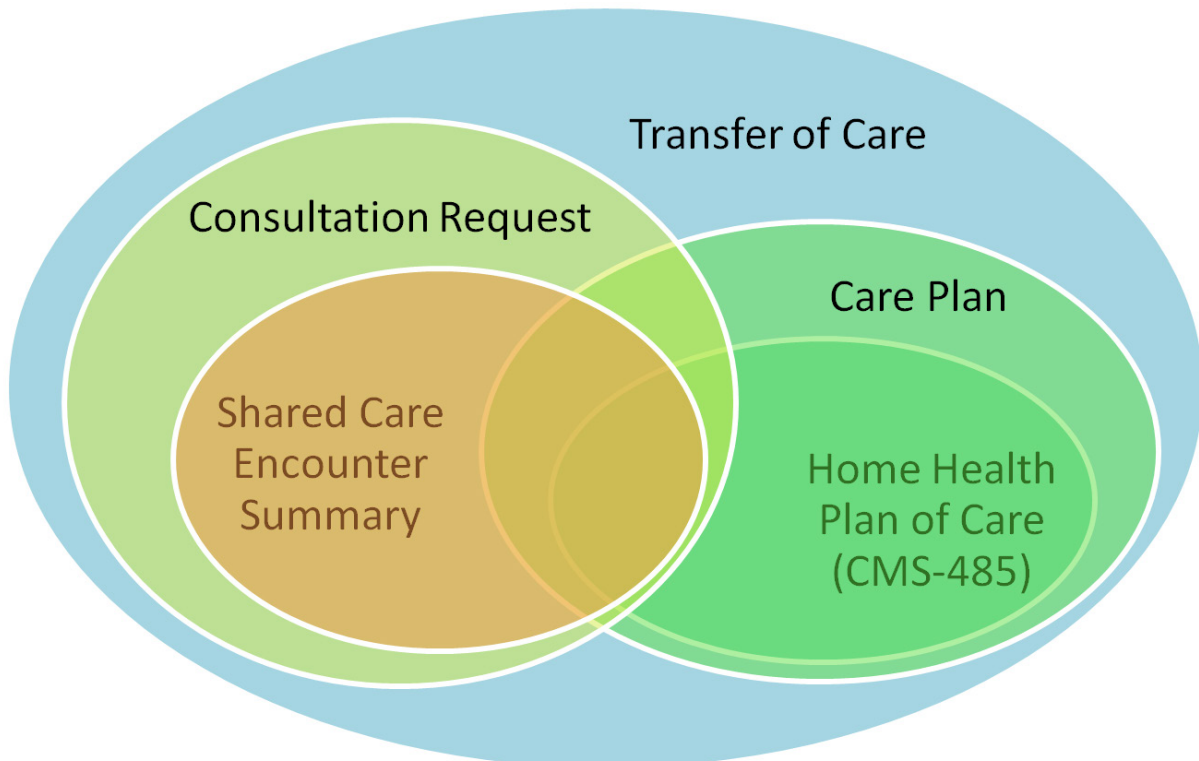 Transfer of Care
Consultation Request
Care Plan
Shared Care
Encounter
Summary
Home Health
Plan of Care
(CMS-485)